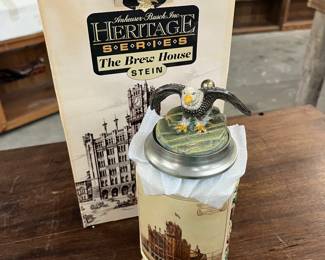 Anheuser-Busch, Inc.
HERITAGE
SERIES
The Brew House
STEIN